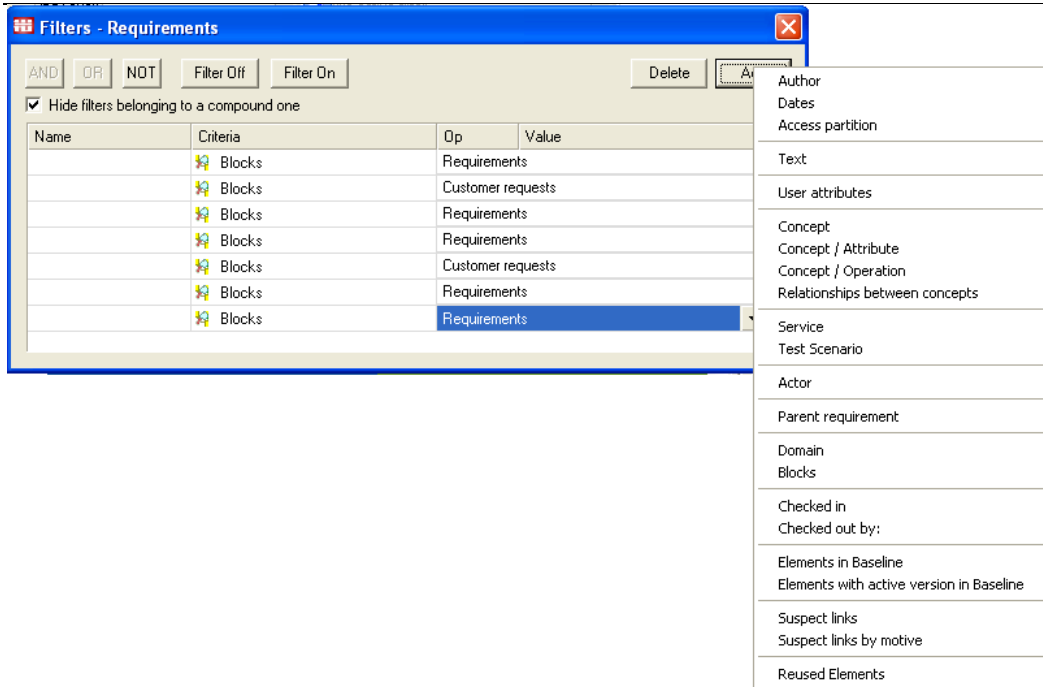 Filters - Requirements
AND OR NOT Filter Off Filter On Delete
Hide filters belonging to a compound one
Name Criteria Op Value
Blocks Requirements
Blocks Customer requests
Blocks Requirements
Blocks Requirements
Blocks Customer requests
Blocks Requirements
Blocks Requirements
Author
Dates
Access partition
Text
User attributes
Concept
Concept / Attribute
Concept / Operation
Relationships between concepts
Service
Test Scenario
Actor
Parent requirement
Domain
Blocks
Checked in
Checked out by:
Elements in Baseline
Elements with active version in Baseline
Suspect links
Suspect links by motive
Reused Elements